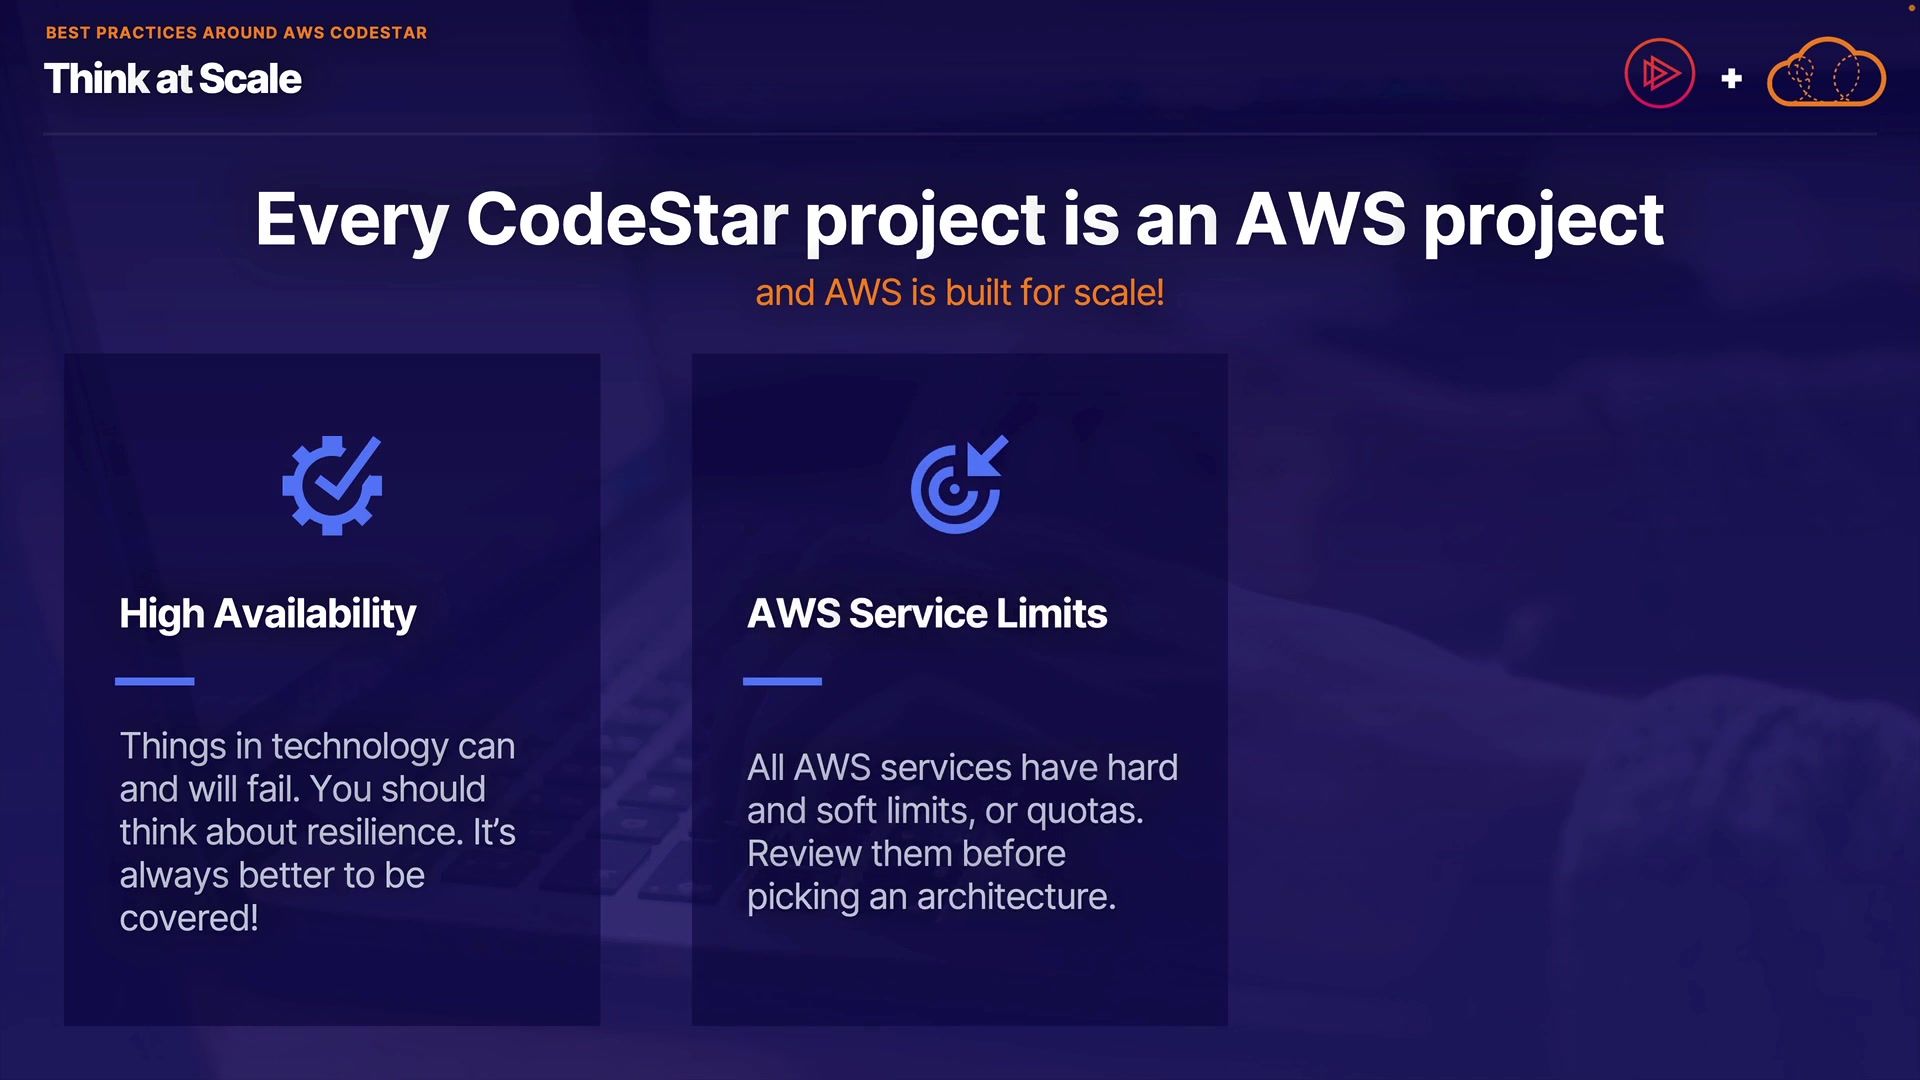 BEST PRACTICES AROUND AWS CODESTAR
Think at Scale
Every CodeStar project is an AWS project
and AWS is built for scale!
High Availability
Things in technology can
and will fail. You should
think about resilience. It’s
always better to be
covered!
AWS Service Limits
All AWS services have hard
and soft limits, or quotas.
Review them before
picking an architecture.